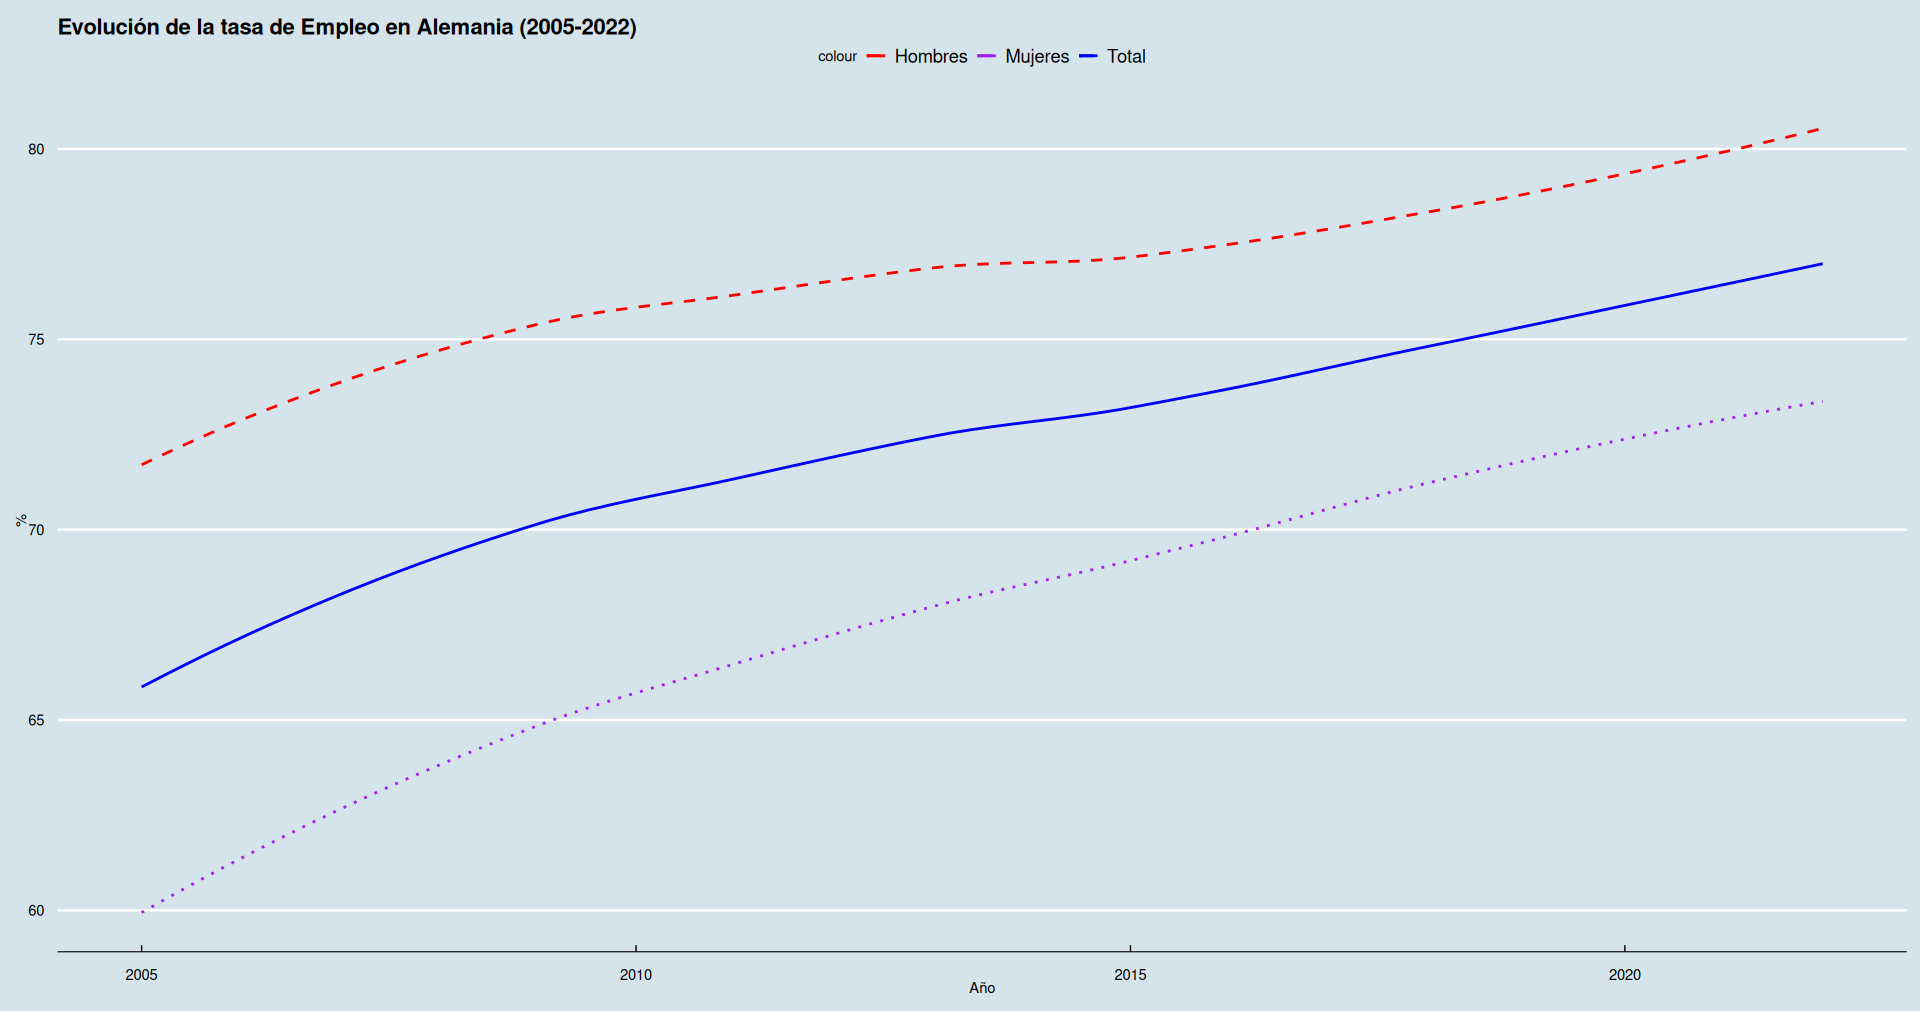 Evolución de la tasa de Empleo en Alemania (2005-2022)
colour Hombres Mujeres Total
80
75
70
65
60
%
2005 2010 2015 2020
Año